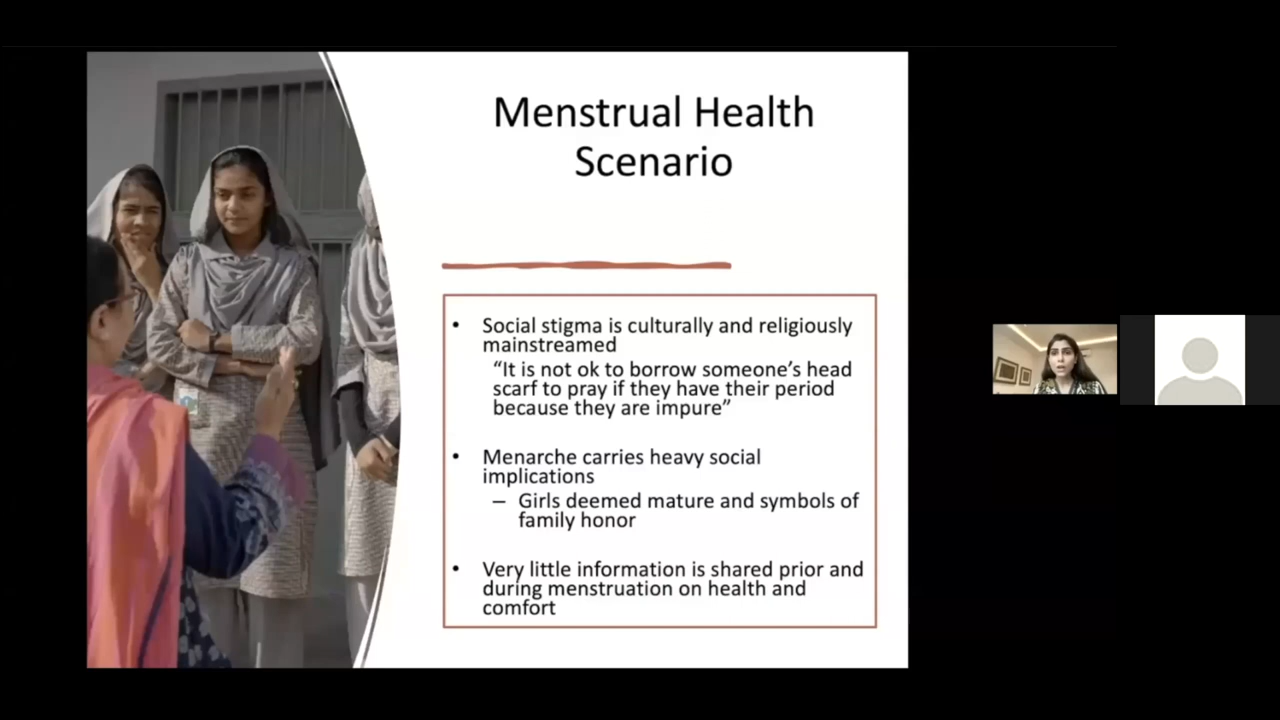 Menstrual Health
Scenario
• Social stigma is culturally and religiously
mainstreamed
“It is not ok to borrow someone’s head
scarf to pray if they have their period
because they are impure”
• Menarche carries heavy social
implications
– Girls deemed mature and symbols of
family honor
• Very little information is shared prior and
during menstruation on health and
comfort